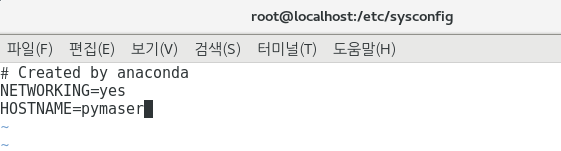 root@localhost:/etc/sysconfig
파일(F) 편집(E) 보기(V) 검색(S) 터미널(T) 도움말(H)
# Created by anaconda
NETWORKING=yes
HOSTNAME=pymaser
~
~